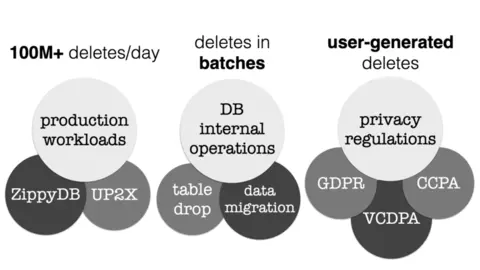 100M+ deletes/day
production
workloads
ZippyDB
UP2X
deletes in
batches
DB
internal
operations
table
drop
data
migration
user-generated
deletes
privacy
regulations
GDPR
CCPA
VCDPA